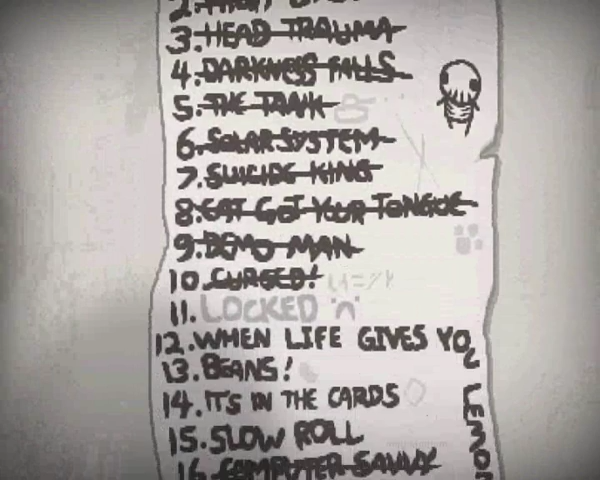 3. HEAD TRAUMA
4. DARKNESS FALLS
5. THE TANK
6. SOLAR SYSTEM
7. SUICIDE KING
8. CAT GOT YOUR TONGUE
9. DEMO MAN
10. CURSED!
11. LOCKED :(
12. WHEN LIFE GIVES YOU LEMON
13. BEANS!
14. IT'S IN THE CARDS
15. SLOW ROLL
16. COMPUTER SAVVY